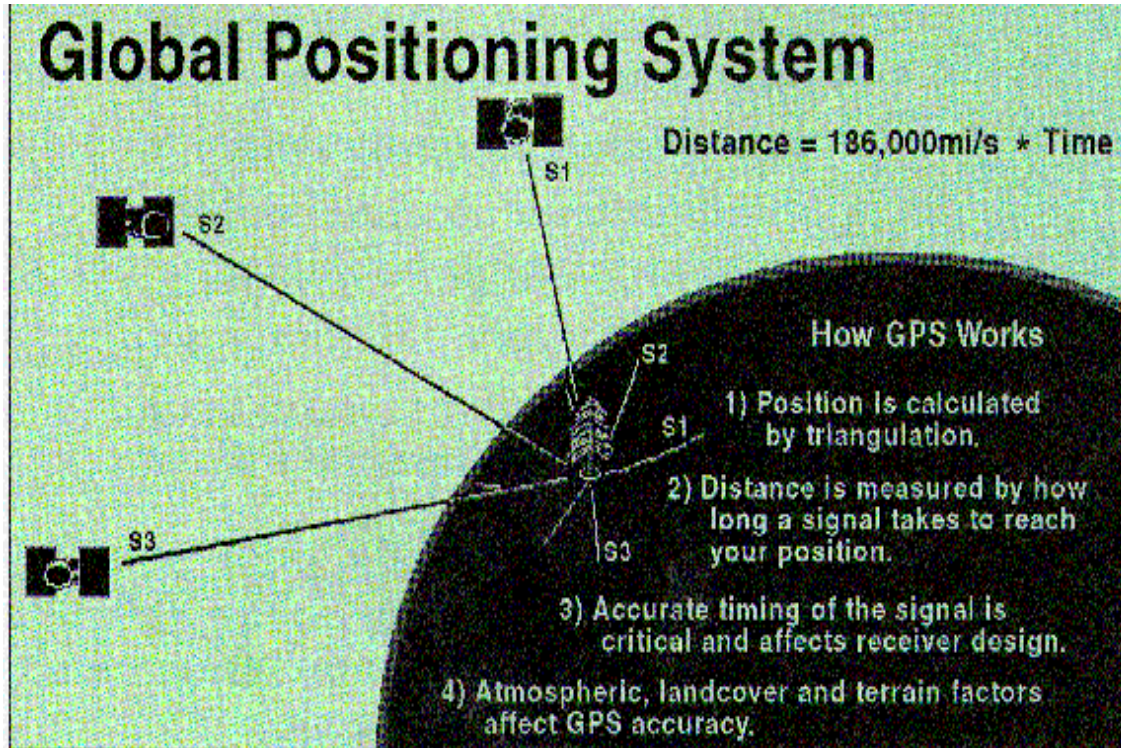 Global Positioning System
Distance = 186,000mi/s * Time
S1
S2
S3
S2
S1
S3
How GPS Works
1) Position is calculated
by triangulation.
2) Distance is measured by how
long a signal takes to reach
your position.
3) Accurate timing of the signal is
critical and affects receiver design.
4) Atmospheric, landcover and terrain factors
affect GPS accuracy.